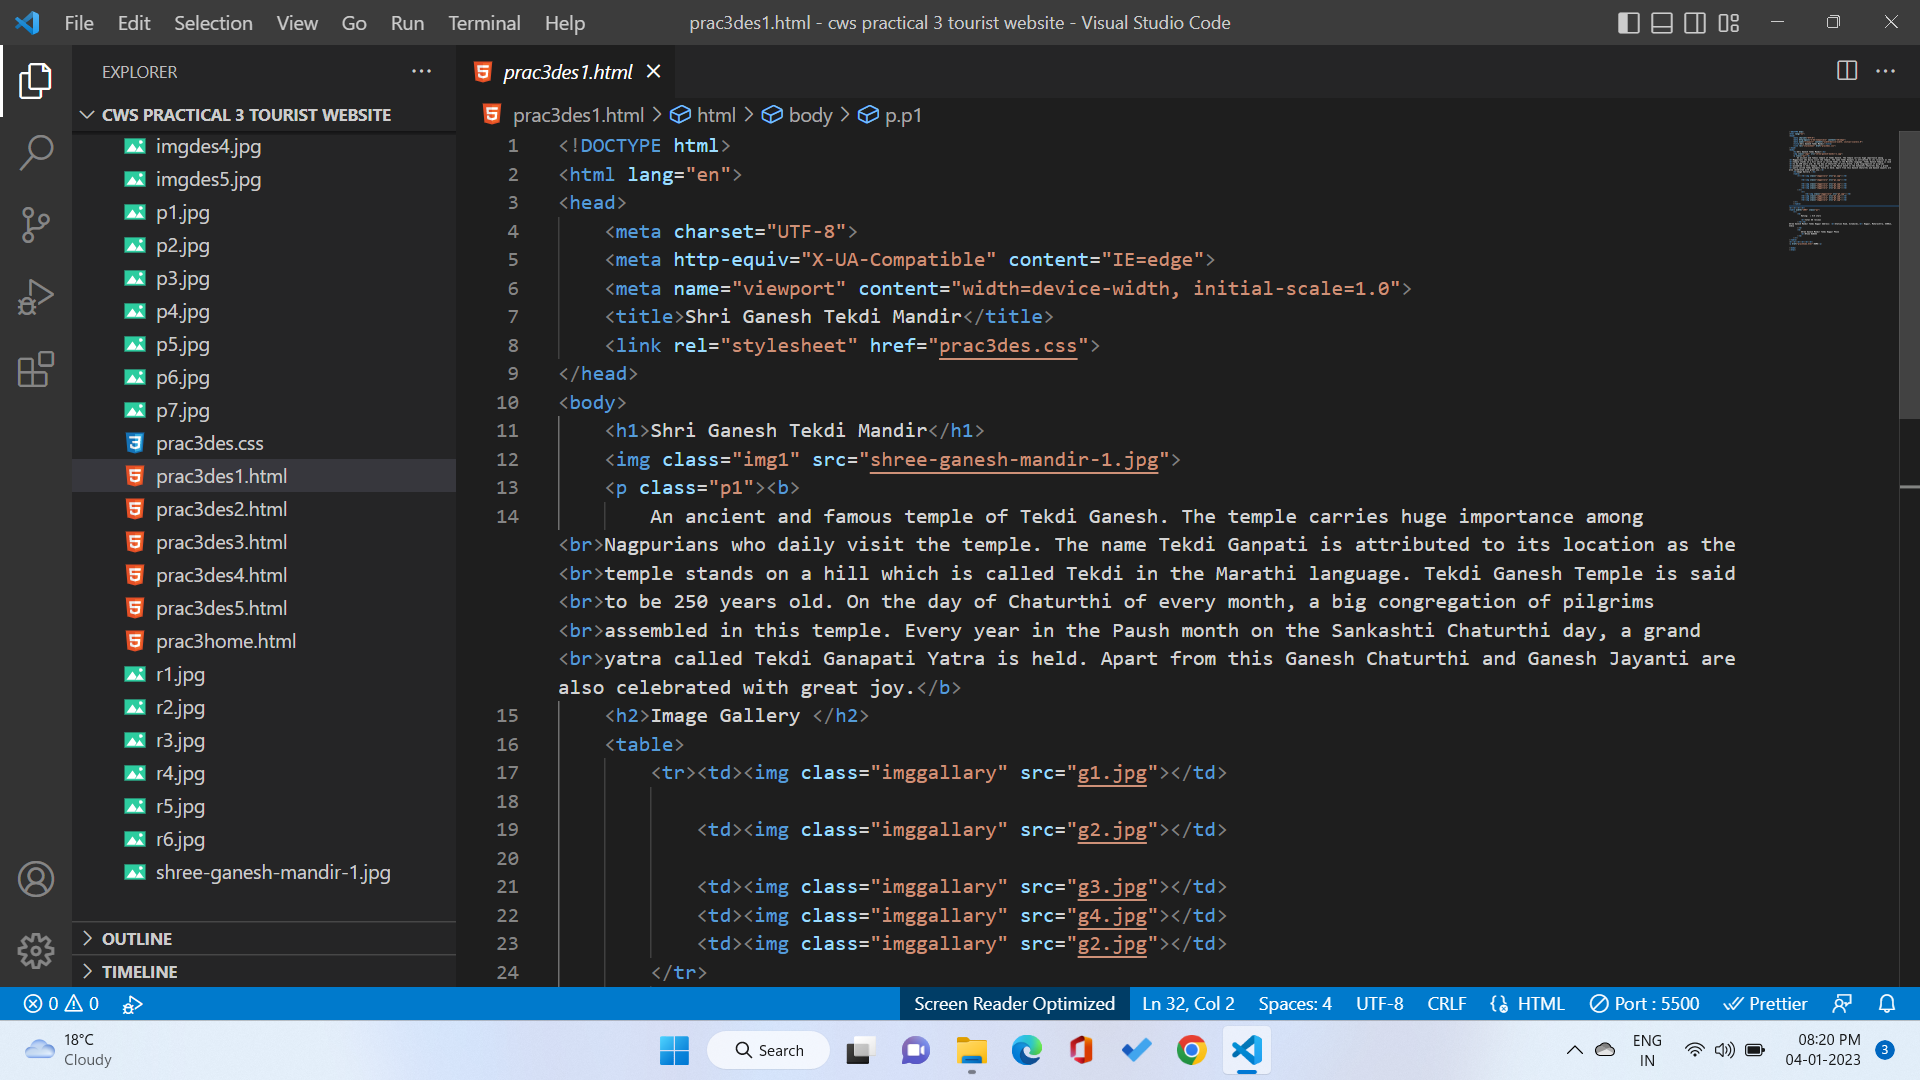 File Edit Selection View Go Run Terminal Help
prac3des1.html - cws practical 3 tourist website - Visual Studio Code
EXPLORER
CWS PRACTICAL 3 TOURIST WEBSITE
imgdes4.jpg
imgdes5.jpg
p1.jpg
p2.jpg
p3.jpg
p4.jpg
p5.jpg
p6.jpg
p7.jpg
prac3des.css
prac3des1.html
prac3des2.html
prac3des3.html
prac3des4.html
prac3des5.html
prac3home.html
r1.jpg
r2.jpg
r3.jpg
r4.jpg
r5.jpg
r6.jpg
shree-ganesh-mandir-1.jpg
OUTLINE
TIMELINE
prac3des1.html
prac3des1.html > html > body > p.p1
1 <!DOCTYPE html>
2 <html lang="en">
3 <head>
4 <meta charset="UTF-8">
5 <meta http-equiv="X-UA-Compatible" content="IE=edge">
6 <meta name="viewport" content="width=device-width, initial-scale=1.0">
7 <title>Shri Ganesh Tekdi Mandir</title>
8 <link rel="stylesheet" href="prac3des.css">
9 </head>
10 <body>
11 <h1>Shri Ganesh Tekdi Mandir</h1>
12 <img class="img1" src="shree-ganesh-mandir-1.jpg">
13 <p class="p1"><b>
14 An ancient and famous temple of Tekdi Ganesh. The temple carries huge importance among
<br>Nagpurians who daily visit the temple. The name Tekdi Ganpati is attributed to its location as the
<br>temple stands on a hill which is called Tekdi in the Marathi language. Tekdi Ganesh Temple is said
<br>to be 250 years old. On the day of Chaturthi of every month, a big congregation of pilgrims
<br>assembled in this temple. Every year in the Paush month on the Sankashti Chaturthi day, a grand
<br>yatra called Tekdi Ganapati Yatra is held. Apart from this Ganesh Chaturthi and Ganesh Jayanti are
also celebrated with great joy.</b>
15 <h2>Image Gallery </h2>
16 <table>
17 <tr><td><img class="imggallary" src="g1.jpg"></td>
18
19 <td><img class="imggallary" src="g2.jpg"></td>
20
21 <td><img class="imggallary" src="g3.jpg"></td>
22 <td><img class="imggallary" src="g4.jpg"></td>
23 <td><img class="imggallary" src="g2.jpg"></td>
24 </tr>
0 0 Screen Reader Optimized Ln 32, Col 2 Spaces: 4 UTF-8 CRLF HTML Port : 5500 Prettier
18°C
Cloudy
Search
ENG
IN
08:20 PM
04-01-2023
3